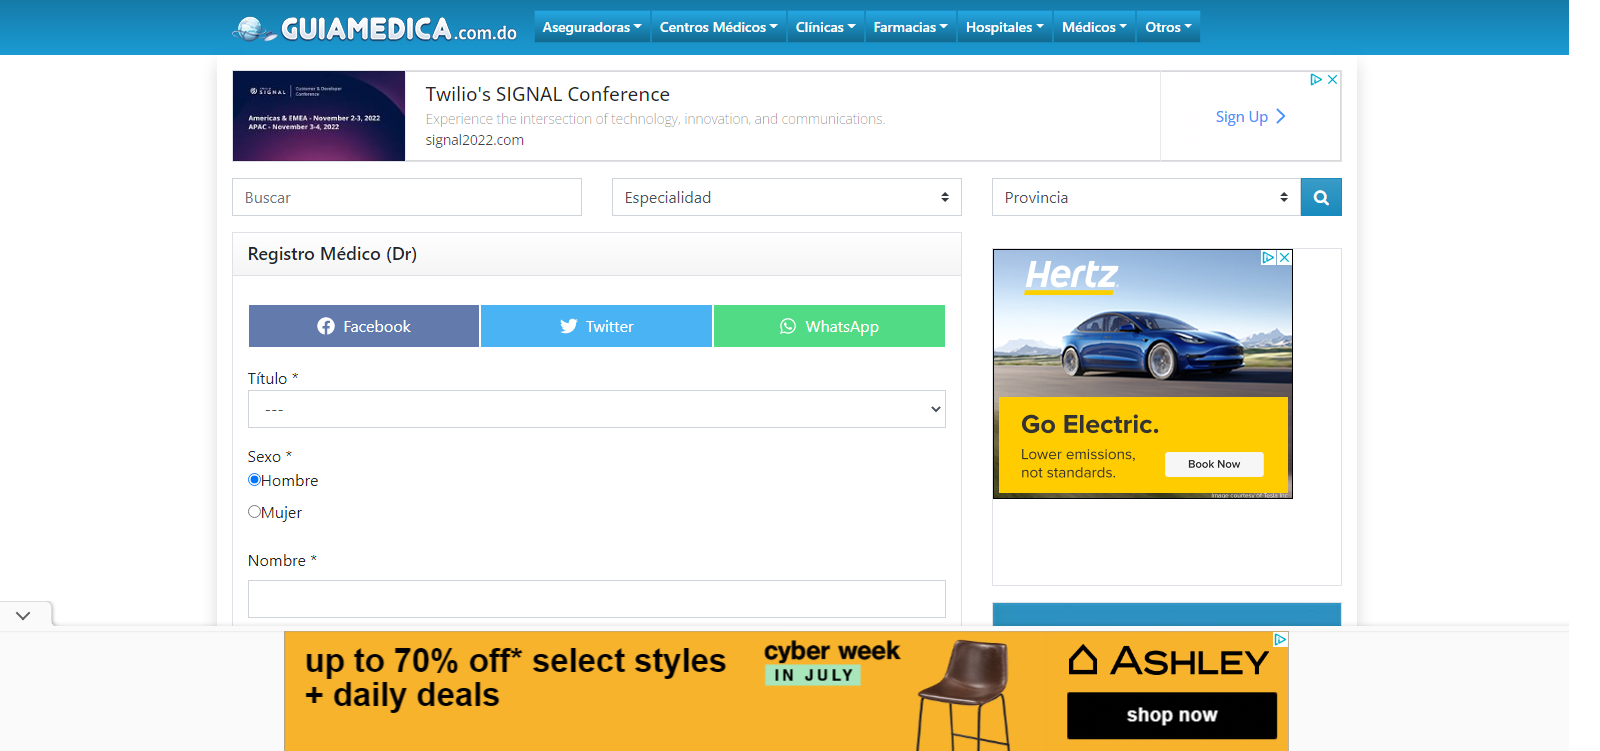 GUIAMEDICA.com.do
Aseguradoras Centros Médicos Clínicas Farmacias Hospitales Médicos Otros
SIGNAL Customer & Developer Conference
Americas & EMEA - November 2-3, 2022
APAC - November 3-4, 2022
Twilio's SIGNAL Conference
Experience the intersection of technology, innovation, and communications.
signal2022.com
Sign Up
Buscar
Especialidad
Provincia
Registro Médico (Dr)
Facebook
Twitter
WhatsApp
Título *
---
Sexo *
Hombre
Mujer
Nombre *
Hertz
Go Electric.
Lower emissions,
not standards.
Book Now
Image courtesy of Tesla Inc
up to 70% off* select styles
+ daily deals
cyber week
IN JULY
ASHLEY
shop now